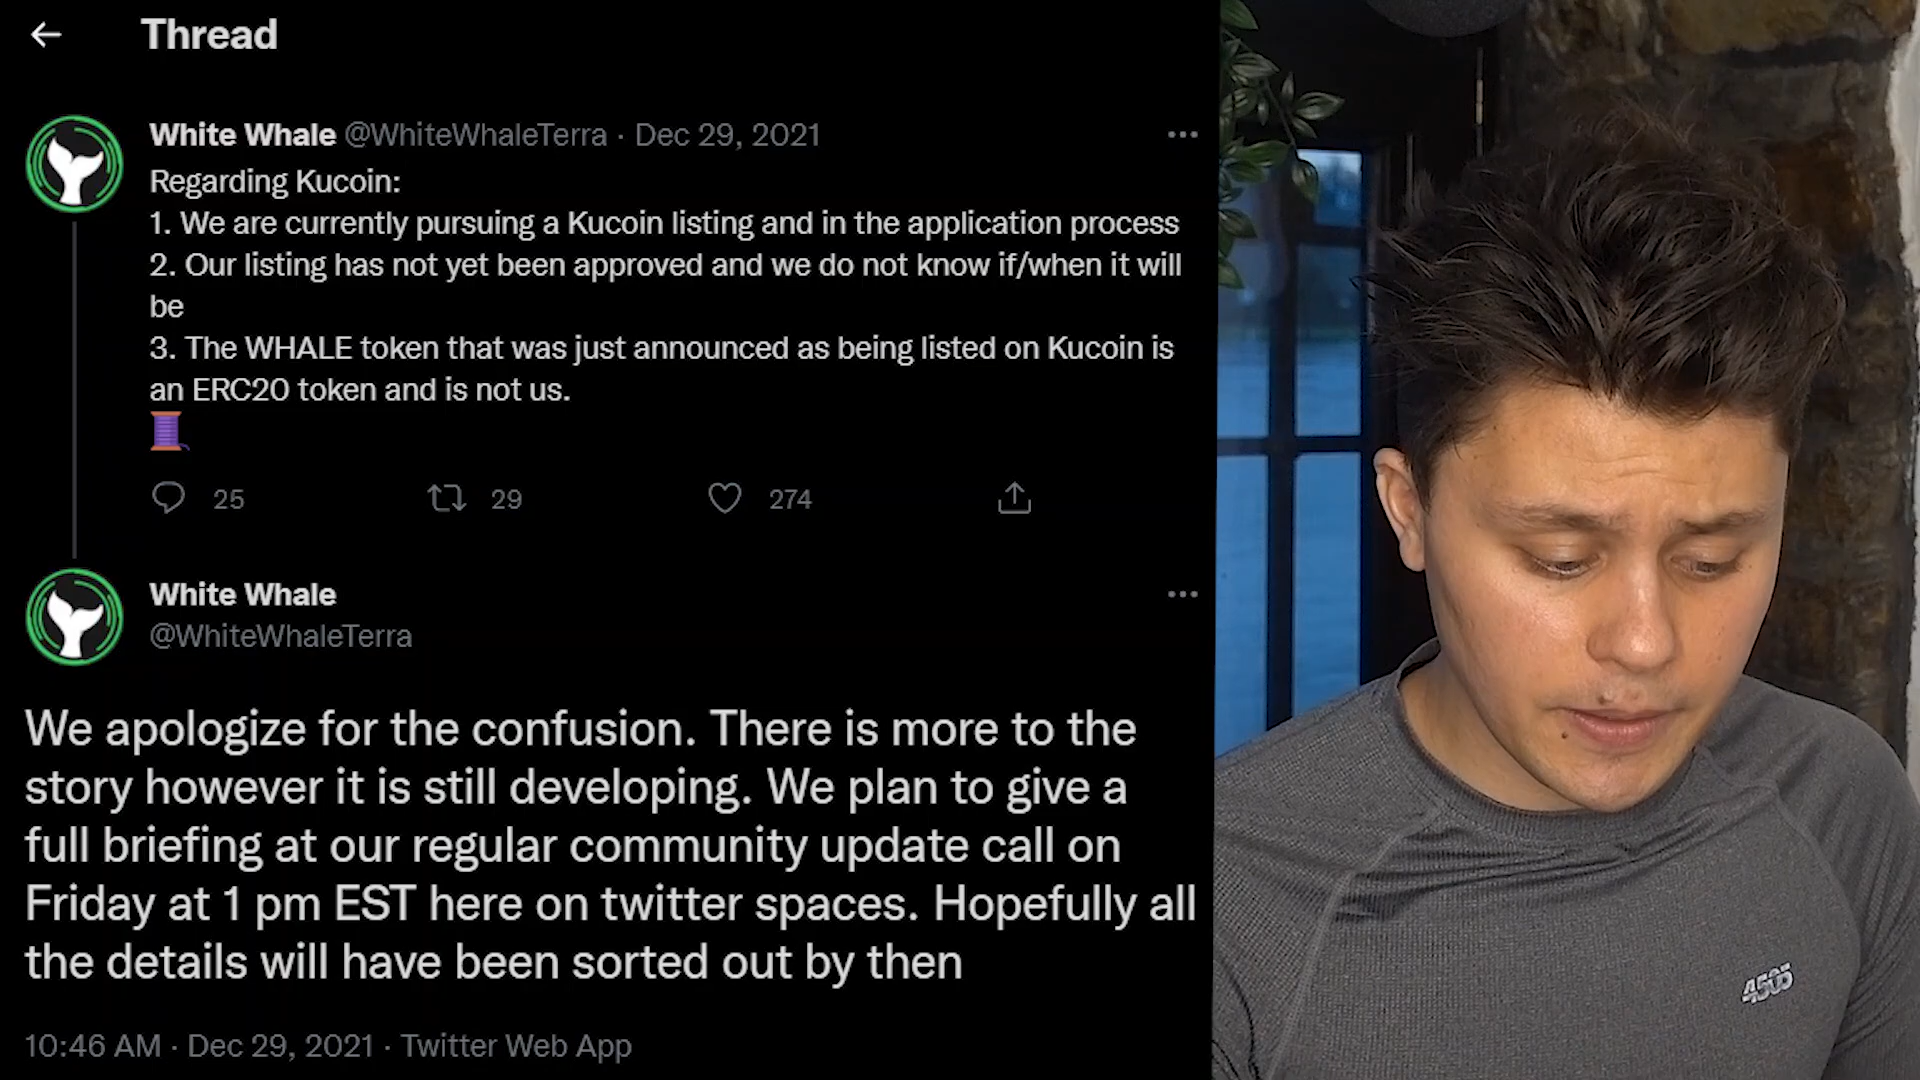 Thread
White Whale @WhiteWhaleTerra · Dec 29, 2021
Regarding Kucoin:
1. We are currently pursuing a Kucoin listing and in the application process
2. Our listing has not yet been approved and we do not know if/when it will
be
3. The WHALE token that was just announced as being listed on Kucoin is
an ERC20 token and is not us.
25 29 274
White Whale
@WhiteWhaleTerra
We apologize for the confusion. There is more to the
story however it is still developing. We plan to give a
full briefing at our regular community update call on
Friday at 1 pm EST here on twitter spaces. Hopefully all
the details will have been sorted out by then
10:46 AM · Dec 29, 2021 · Twitter Web App